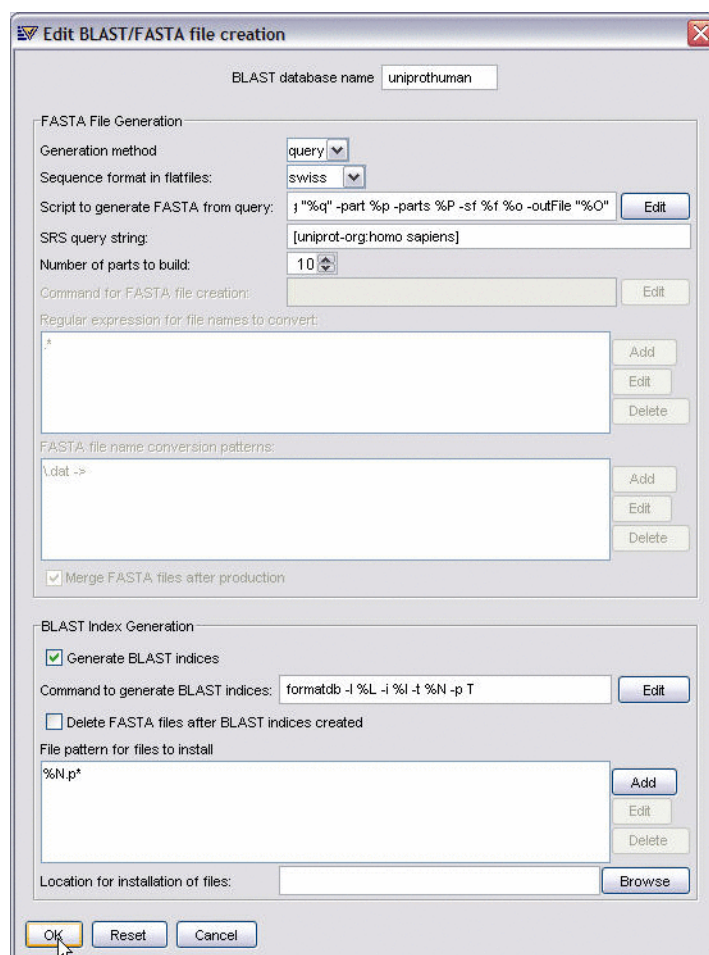 Edit BLAST/FASTA file creation
BLAST database name uniprothuman
FASTA File Generation
Generation method query
Sequence format in flatfiles: swiss
Script to generate FASTA from query: "%q" -part %p -parts %P -sf %f %o -outFile "%O" Edit
SRS query string: [uniprot-org:homo sapiens]
Number of parts to build: 10
Command for FASTA file creation: Edit
Regular expression for file names to convert:
.*
Add
Edit
Delete
FASTA file name conversion patterns:
\.dat ->
Add
Edit
Delete
Merge FASTA files after production
BLAST Index Generation
Generate BLAST indices
Command to generate BLAST indices: formatdb -l %L -i %I -t %N -p T Edit
Delete FASTA files after BLAST indices created
File pattern for files to install
%N.p*
Add
Edit
Delete
Location for installation of files: Browse
OK Reset Cancel